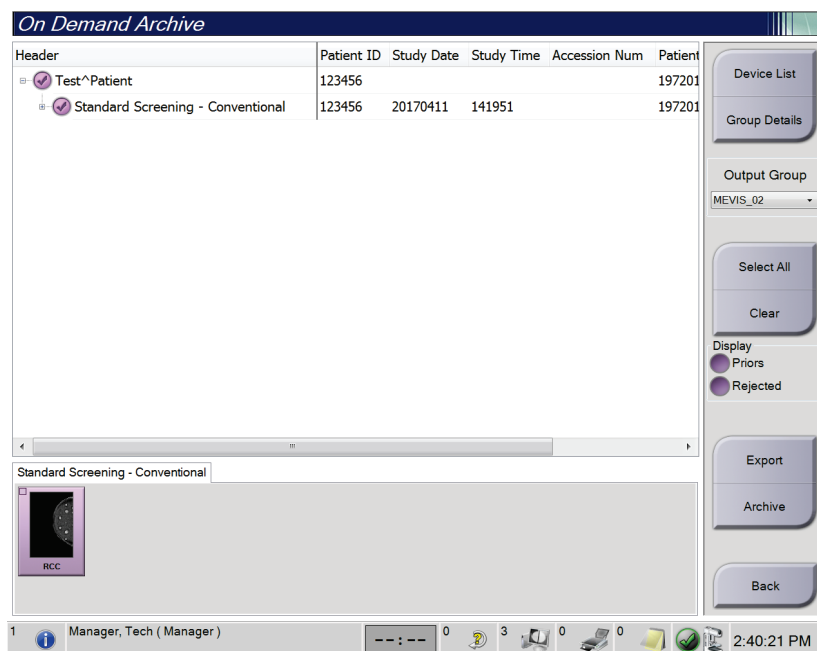 On Demand Archive
Header Patient ID Study Date Study Time Accession Num Patient
Test^Patient 123456 197201
Standard Screening - Conventional 123456 20170411 141951 197201
Device List
Group Details
Output Group
MEVIS_02
Select All
Clear
Display
Priors
Rejected
Export
Archive
Back
Standard Screening - Conventional
RCC
1 Manager, Tech ( Manager ) --:-- 0 3 0 0 2:40:21 PM